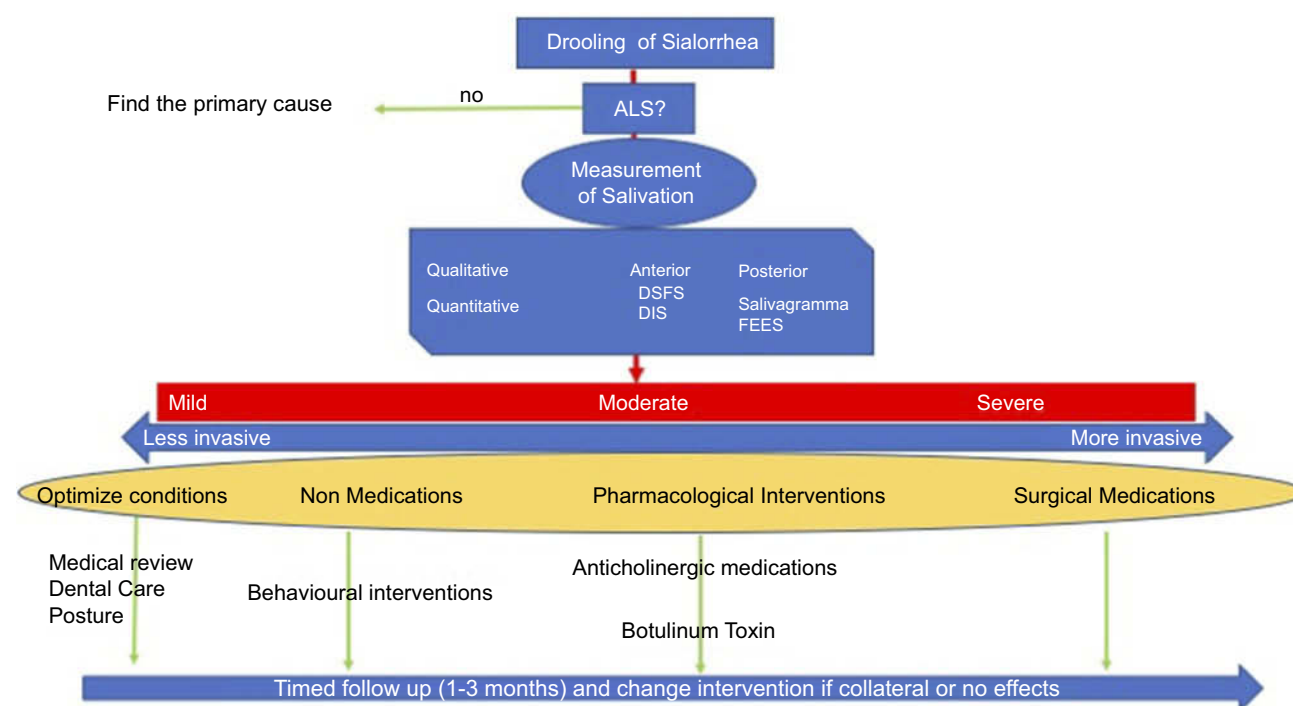 Drooling of Sialorrhea
Find the primary cause
no
ALS?
Measurement
of Salivation
Qualitative
Quantitative
Anterior
DSFS
DIS
Posterior
Salivagramma
FEES
Mild
Moderate
Severe
Less invasive
More invasive
Optimize conditions
Non Medications
Pharmacological Interventions
Surgical Medications
Medical review
Dental Care
Posture
Behavioural interventions
Anticholinergic medications
Botulinum Toxin
Timed follow up (1-3 months) and change intervention if collateral or no effects